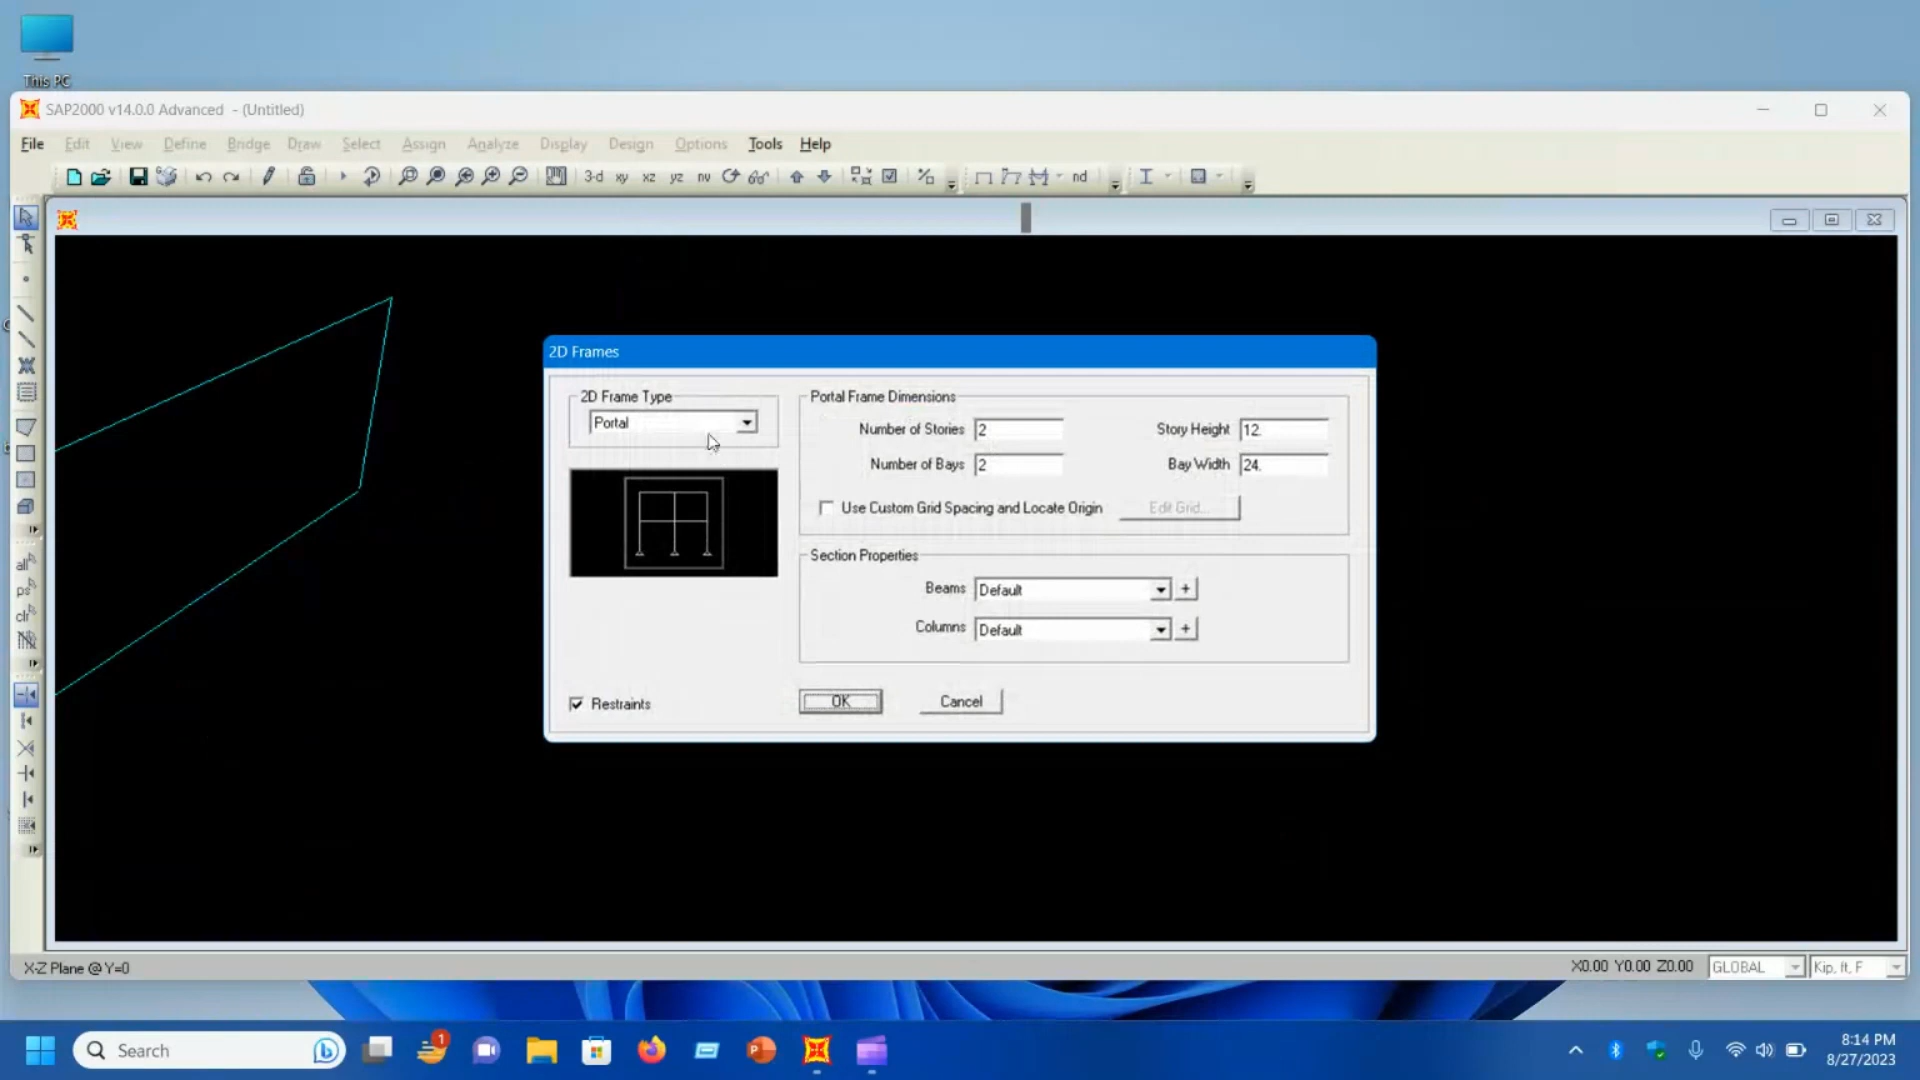 This PC
SAP2000 v14.0.0 Advanced - (Untitled)
File Edit View Define Bridge Draw Select Assign Analyze Display Design Options Tools Help
3-d xy xz yz nv nd
2D Frames
2D Frame Type
Portal
Portal Frame Dimensions
Number of Stories 2 Story Height 12.
Number of Bays 2 Bay Width 24.
Use Custom Grid Spacing and Locate Origin Edit Grid...
Section Properties
Beams Default +
Columns Default +
Restraints OK Cancel
all
ps
clr
X-Z Plane @ Y=0 X0.00 Y0.00 Z0.00 GLOBAL Kip, ft, F
Search
1
8:14 PM
8/27/2023